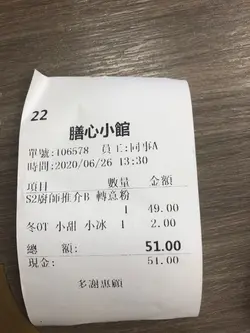 22
膳心小館
單號:106578 員工:同事A
時間:2020/06/26 13:30
項目 數量 金額
S2廚師推介B 轉意粉
1 49.00
冬OT 小甜 小冰 1 2.00
總 額: 51.00
現金: 51.00
多謝惠顧